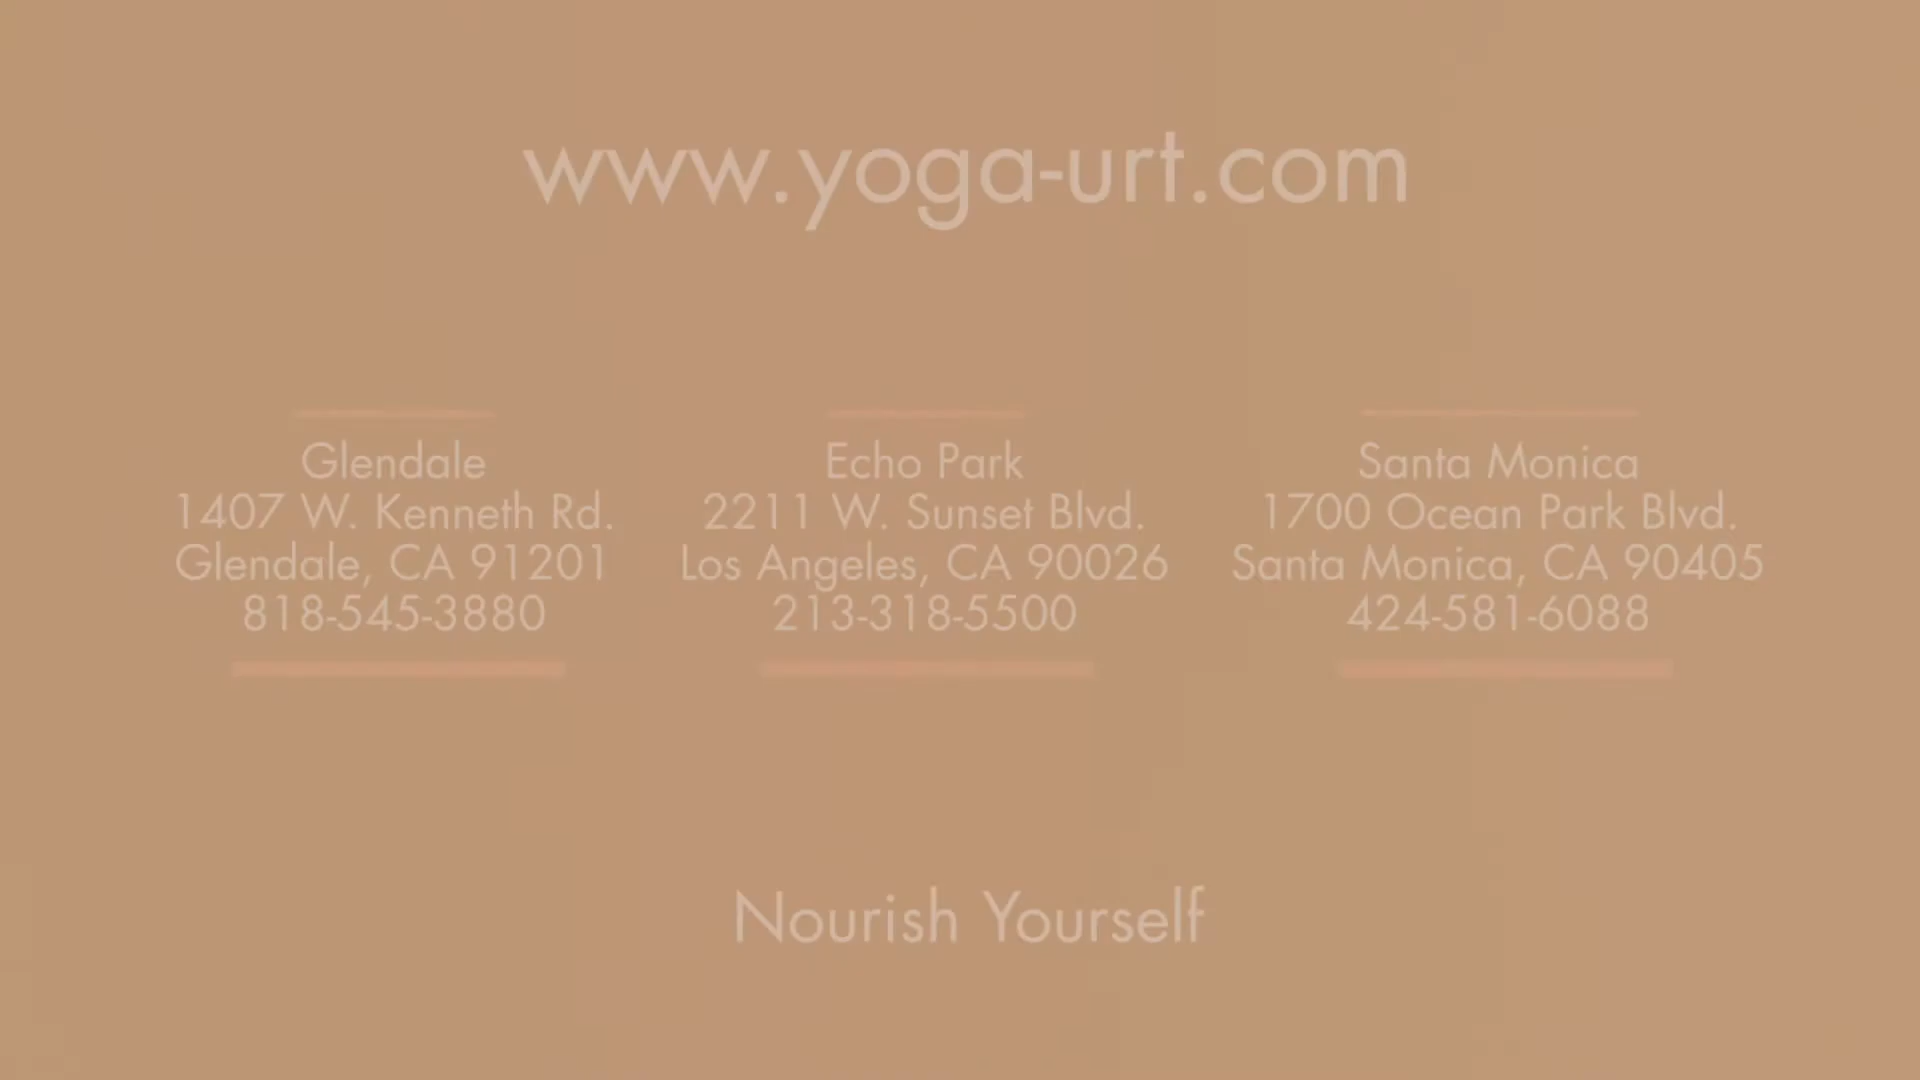 www.yoga-urt.com
Glendale
1407 W. Kenneth Rd.
Glendale, CA 91201
818-545-3880
Echo Park
2211 W. Sunset Blvd.
Los Angeles, CA 90026
213-318-5500
Santa Monica
1700 Ocean Park Blvd.
Santa Monica, CA 90405
424-581-6088
Nourish Yourself